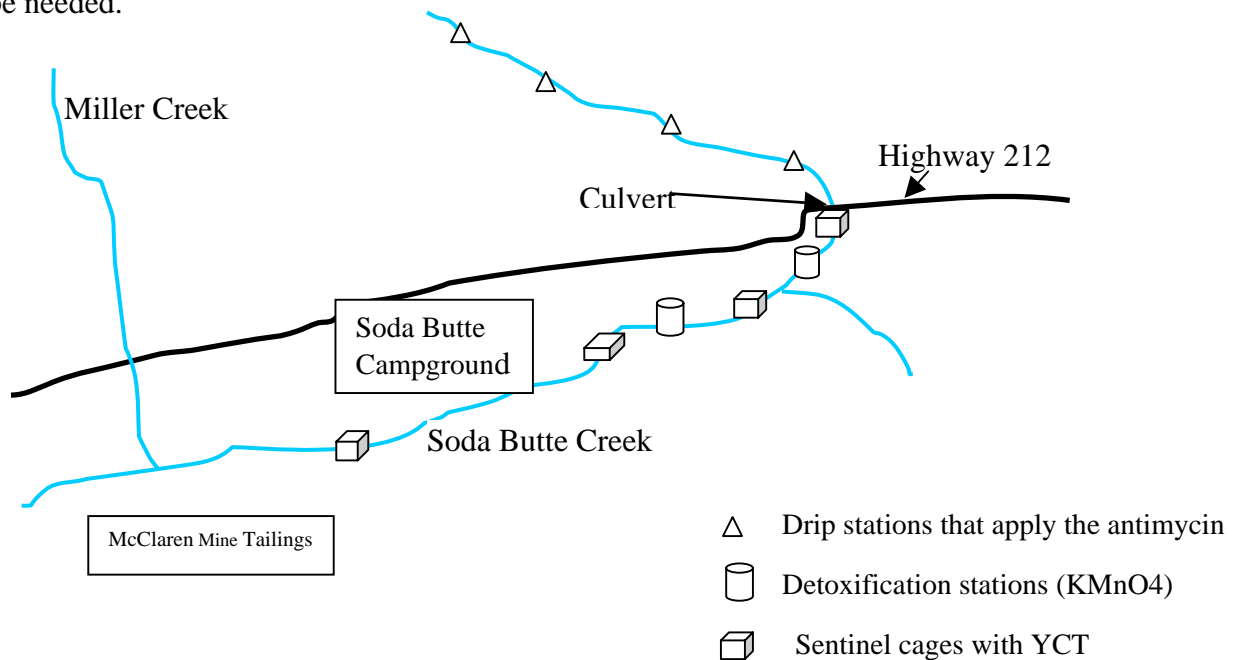 be needed.
Miller Creek
Highway 212
Culvert
Soda Butte
Campground
Soda Butte Creek
McClaren Mine Tailings
Drip stations that apply the antimycin
Detoxification stations (KMnO4)
Sentinel cages with YCT